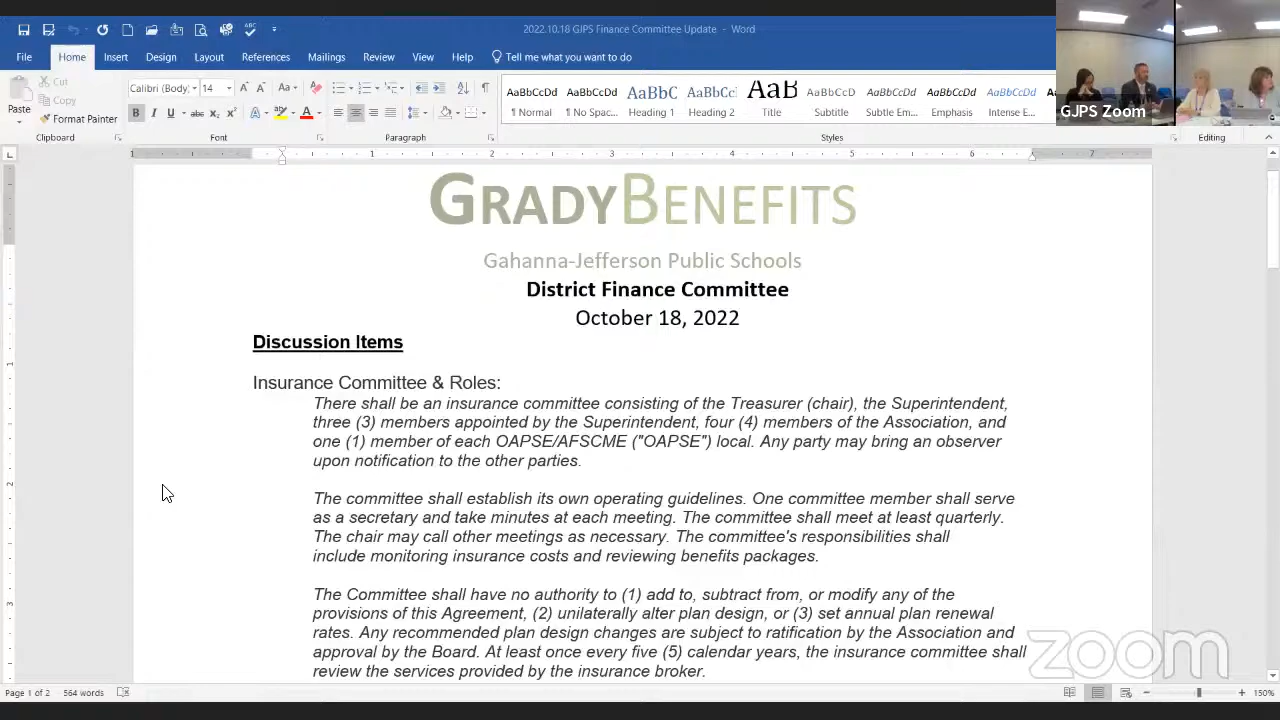 2022.10.18 GJPS Finance Committee Update - Word
File Home Insert Design Layout References Mailings Review View Help Tell me what you want to do
Paste Cut Copy Format Painter
Calibri (Body) 14
AaBbCcDd AaBbCcDd AaBbC AaBbCc AaB AaBbCcD AaBbCcDd AaBbCcDd AaBbCcDd
¶ Normal ¶ No Spac... Heading 1 Heading 2 Title Subtitle Subtle Em... Emphasis Intense E...
Clipboard Font Paragraph Styles Editing
GJPS Zoom
GRADYBENEFITS
Gahanna-Jefferson Public Schools
District Finance Committee
October 18, 2022
Discussion Items
Insurance Committee & Roles:
There shall be an insurance committee consisting of the Treasurer (chair), the Superintendent,
three (3) members appointed by the Superintendent, four (4) members of the Association, and
one (1) member of each OAPSE/AFSCME ("OAPSE") local. Any party may bring an observer
upon notification to the other parties.
The committee shall establish its own operating guidelines. One committee member shall serve
as a secretary and take minutes at each meeting. The committee shall meet at least quarterly.
The chair may call other meetings as necessary. The committee's responsibilities shall
include monitoring insurance costs and reviewing benefits packages.
The Committee shall have no authority to (1) add to, subtract from, or modify any of the
provisions of this Agreement, (2) unilaterally alter plan design, or (3) set annual plan renewal
rates. Any recommended plan design changes are subject to ratification by the Association and
approval by the Board. At least once every five (5) calendar years, the insurance committee shall
review the services provided by the insurance broker.
zoom
Page 1 of 2 564 words 150%